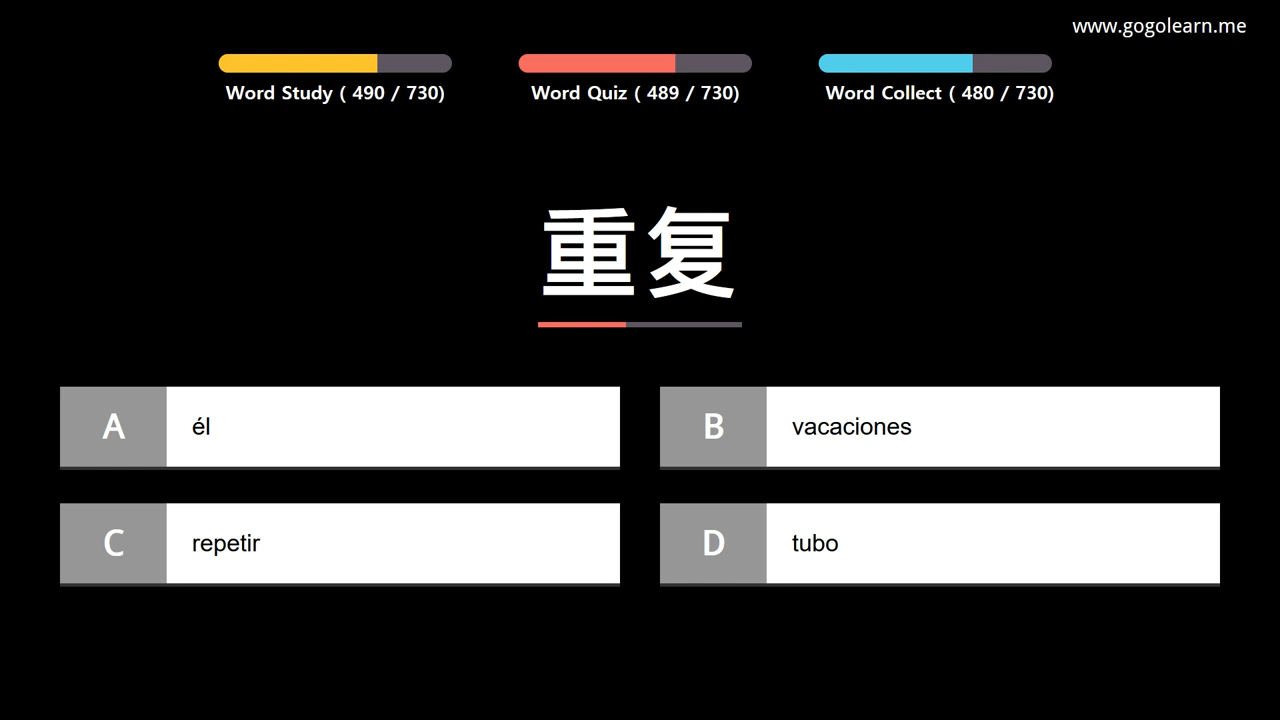 www.gogolearn.me
Word Study ( 490 / 730)
Word Quiz ( 489 / 730)
Word Collect ( 480 / 730)
重复
A él
B vacaciones
C repetir
D tubo